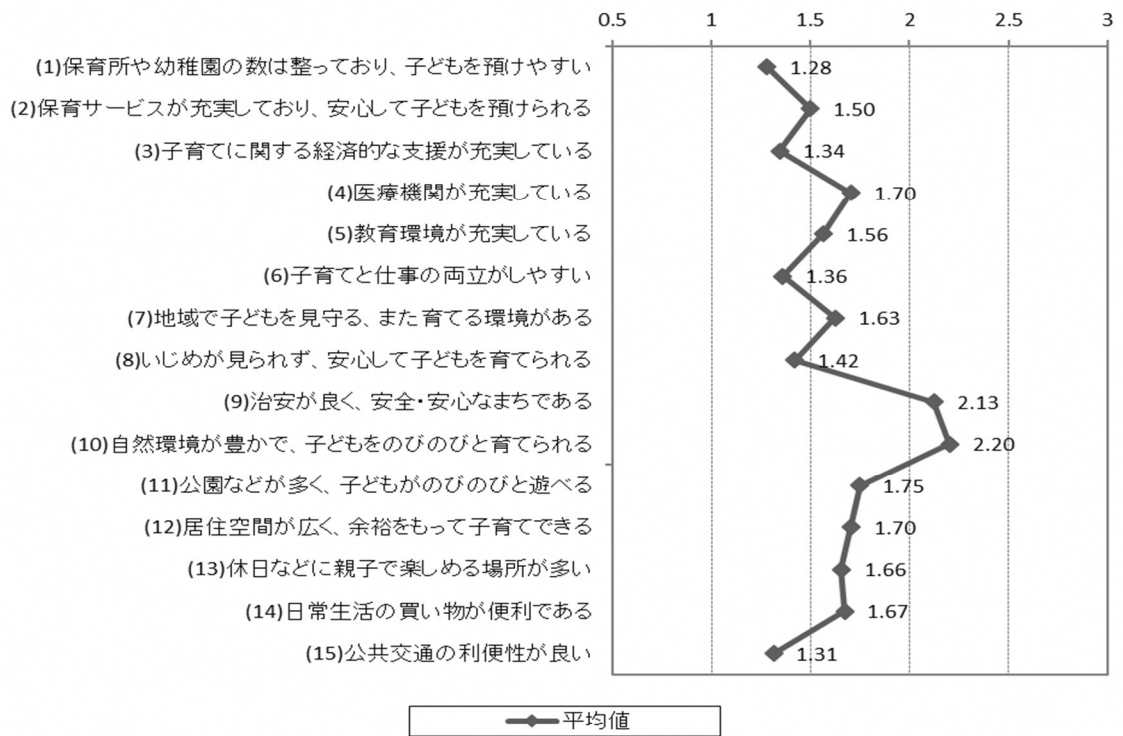 0.5 1 1.5 2 2.5 3
(1)保育所や幼稚園の数は整っており、子どもを預けやすい 1.28
(2)保育サービスが充実しており、安心して子どもを預けられる 1.50
(3)子育てに関する経済的な支援が充実している 1.34
(4)医療機関が充実している 1.70
(5)教育環境が充実している 1.56
(6)子育てと仕事の両立がしやすい 1.36
(7)地域で子どもを見守る、また育てる環境がある 1.63
(8)いじめが見られず、安心して子どもを育てられる 1.42
(9)治安が良く、安全・安心なまちである 2.13
(10)自然環境が豊かで、子どもをのびのびと育てられる 2.20
(11)公園などが多く、子どもがのびのびと遊べる 1.75
(12)居住空間が広く、余裕をもって子育てできる 1.70
(13)休日などに親子で楽しめる場所が多い 1.66
(14)日常生活の買い物が便利である 1.67
(15)公共交通の利便性が良い 1.31
平均値